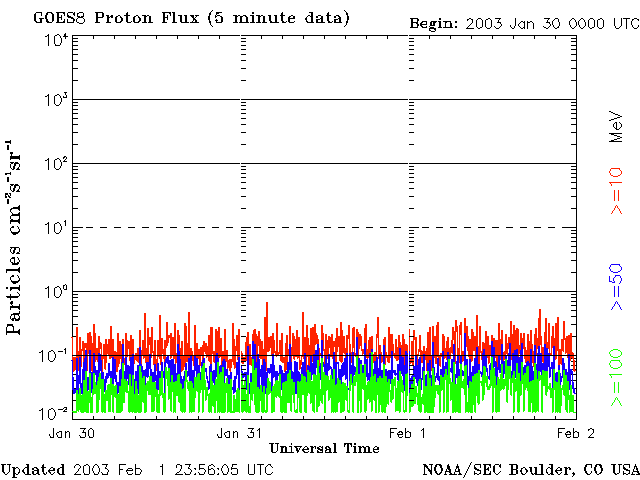 GOES8 Proton Flux (5 minute data)
Begin: 2003 Jan 30 0000 UTC
Particles cm⁻²s⁻¹sr⁻¹
10⁴
10³
10²
10¹
10⁰
10⁻¹
10⁻²
MeV
>=10
>=50
>=100
Jan 30 Jan 31 Feb 1 Feb 2
Universal Time
Updated 2003 Feb 1 23:56:05 UTC
NOAA/SEC Boulder, CO USA